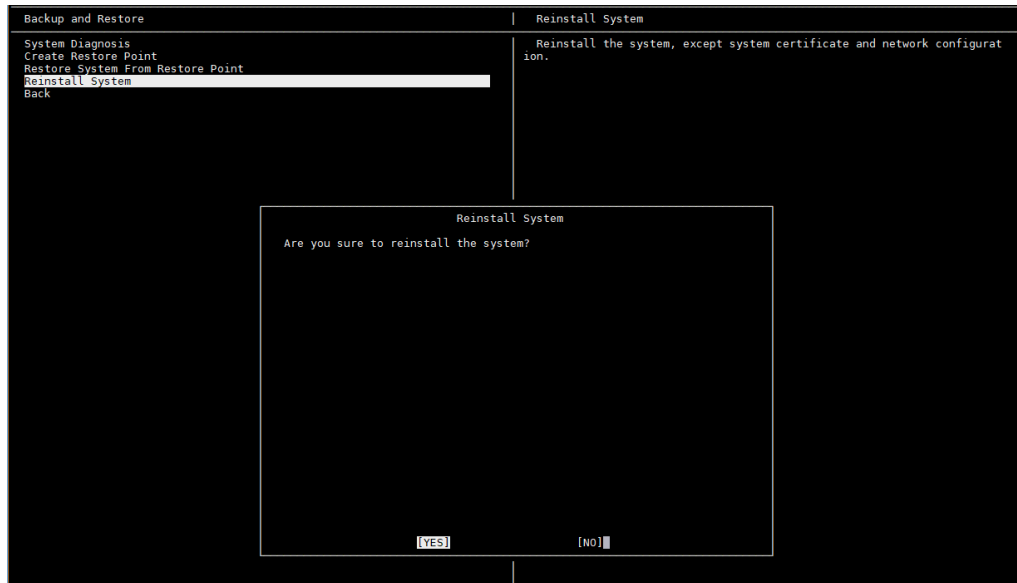 Backup and Restore
Reinstall System
System Diagnosis
Create Restore Point
Restore System From Restore Point
Reinstall System
Back
Reinstall the system, except system certificate and network configurat
ion.
Reinstall System
Are you sure to reinstall the system?
[YES]
[NO]